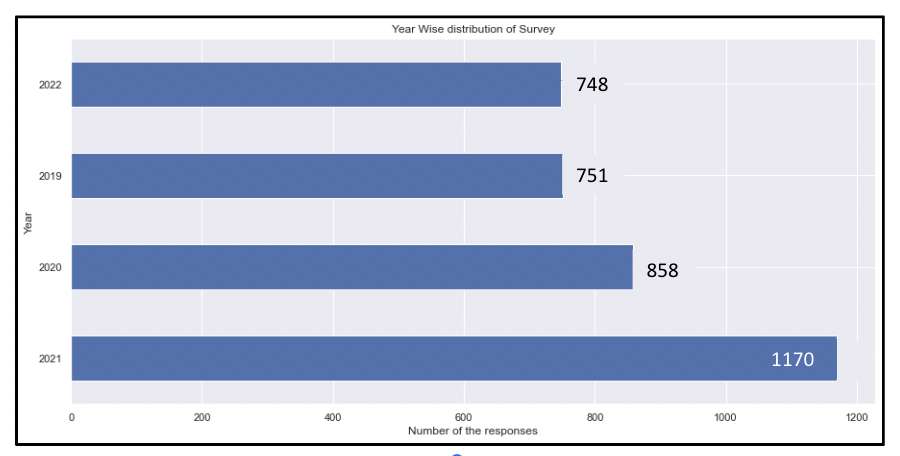 Year Wise distribution of Survey
2022
748
2019
751
Year
2020
858
2021
1170
0 200 400 600 800 1000 1200
Number of the responses